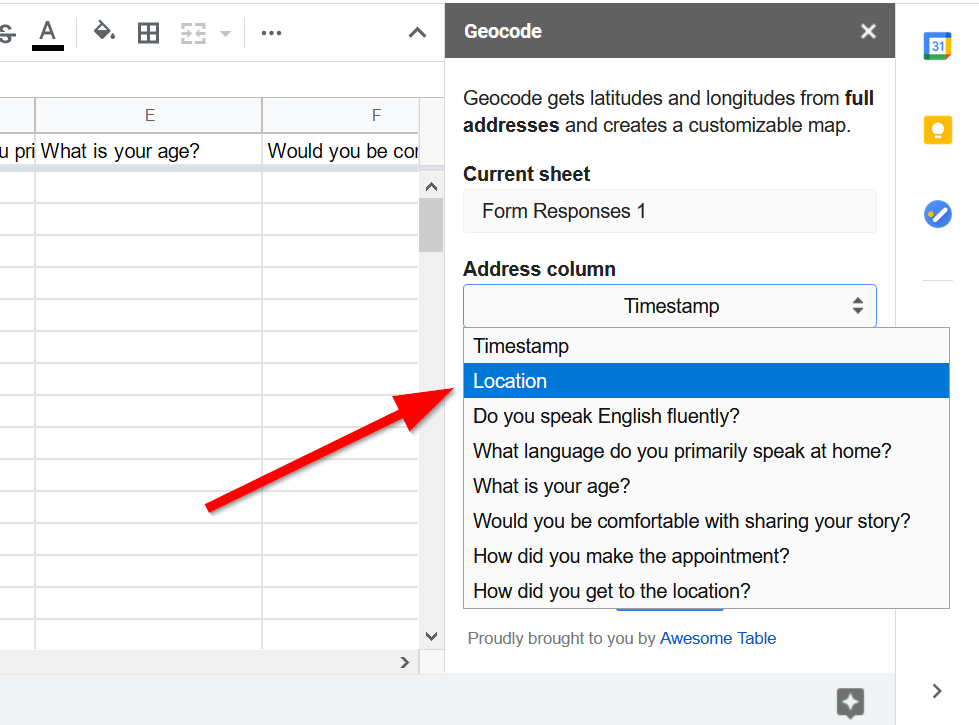 S A
Geocode
31
Geocode gets latitudes and longitudes from full
addresses and creates a customizable map.
E F
u pri What is your age? Would you be cor
Current sheet
Form Responses 1
Address column
Timestamp
Timestamp
Location
Do you speak English fluently?
What language do you primarily speak at home?
What is your age?
Would you be comfortable with sharing your story?
How did you make the appointment?
How did you get to the location?
Proudly brought to you by Awesome Table